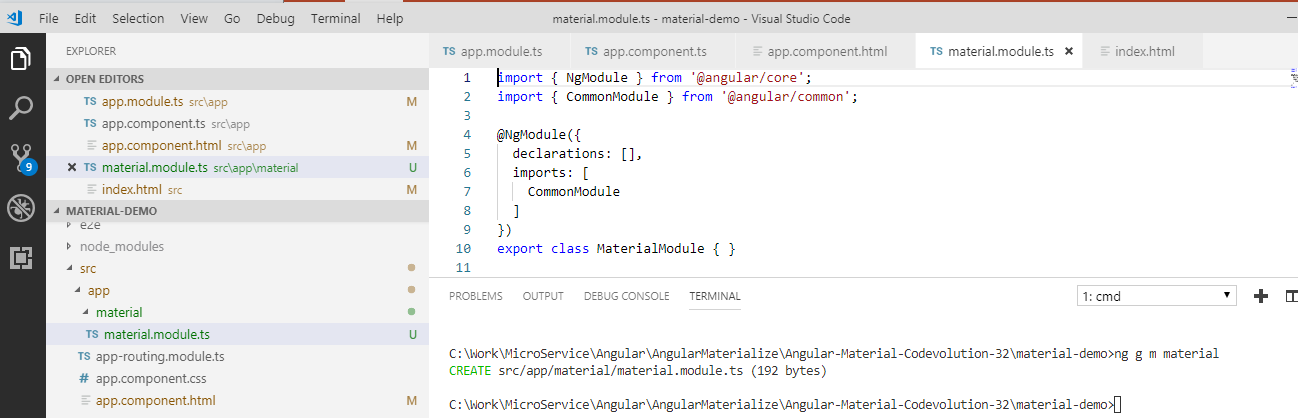 File Edit Selection View Go Debug Terminal Help
material.module.ts - material-demo - Visual Studio Code
EXPLORER
OPEN EDITORS
TS app.module.ts src\app M
TS app.component.ts src\app
app.component.html src\app M
TS material.module.ts src\app\material U
index.html src M
MATERIAL-DEMO
e2e
node_modules
src
app
material
TS material.module.ts U
TS app-routing.module.ts
# app.component.css
app.component.html M
9
TS app.module.ts
TS app.component.ts
app.component.html
TS material.module.ts
index.html
1 import { NgModule } from '@angular/core';
2 import { CommonModule } from '@angular/common';
3
4 @NgModule({
5 declarations: [],
6 imports: [
7 CommonModule
8 ]
9 })
10 export class MaterialModule { }
11
PROBLEMS OUTPUT DEBUG CONSOLE TERMINAL
1: cmd
C:\Work\MicroService\Angular\AngularMaterialize\Angular-Material-Codevolution-32\material-demo>ng g m material
CREATE src/app/material/material.module.ts (192 bytes)
C:\Work\MicroService\Angular\AngularMaterialize\Angular-Material-Codevolution-32\material-demo>